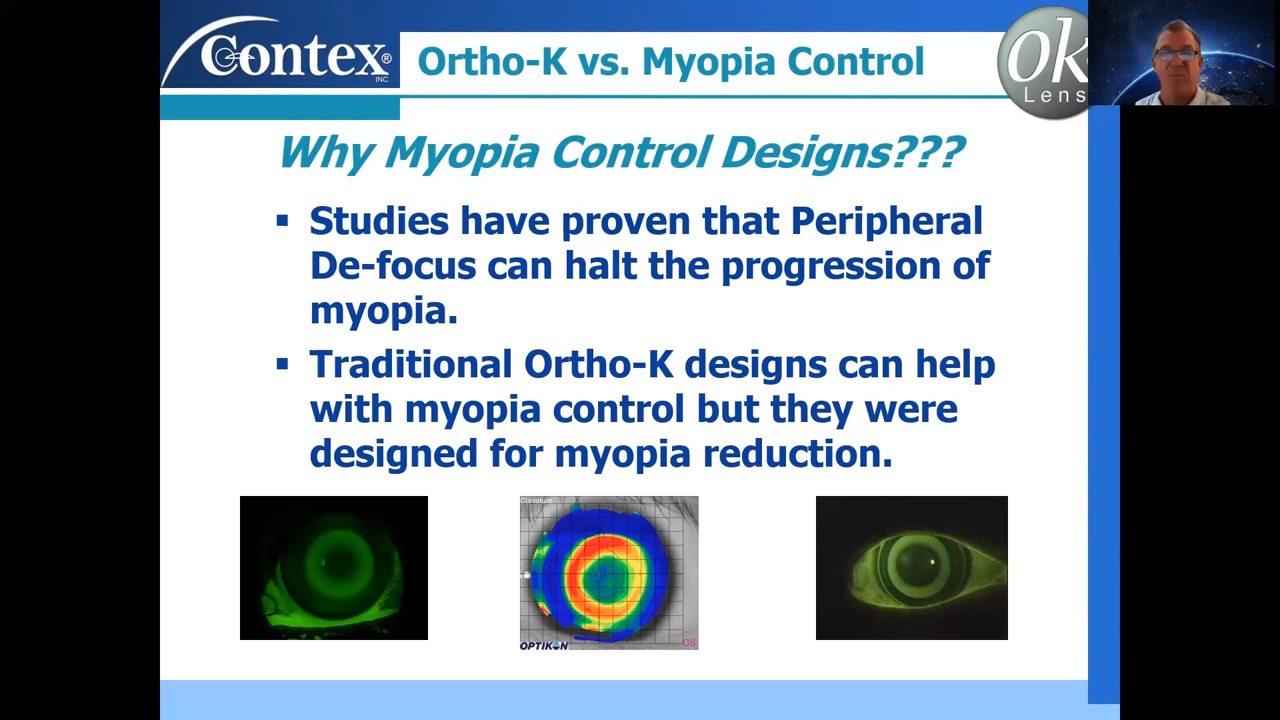 Contex®
INC
Ortho-K vs. Myopia Control
ok
Lens
Why Myopia Control Designs???
▪ Studies have proven that Peripheral
De-focus can halt the progression of
myopia.
▪ Traditional Ortho-K designs can help
with myopia control but they were
designed for myopia reduction.
Curvature
OPTIKON
OS